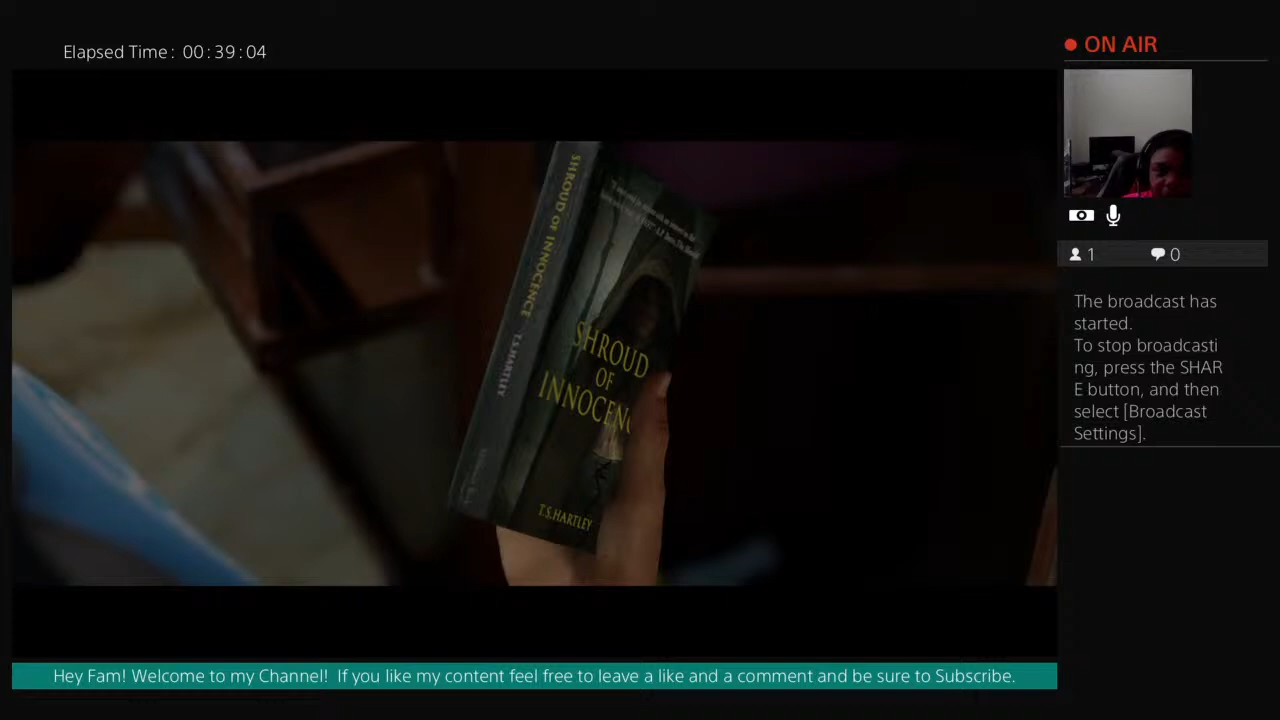 Elapsed Time: 00:39:04
ON AIR
SHROUD OF INNOCENCE T.S.HARTLEY
SHROUD
OF
INNOCENC
T.S.HARTLEY
1
0
The broadcast has
started.
To stop broadcasti
ng, press the SHAR
E button, and then
select [Broadcast
Settings].
Hey Fam! Welcome to my Channel! If you like my content feel free to leave a like and a comment and be sure to Subscribe.